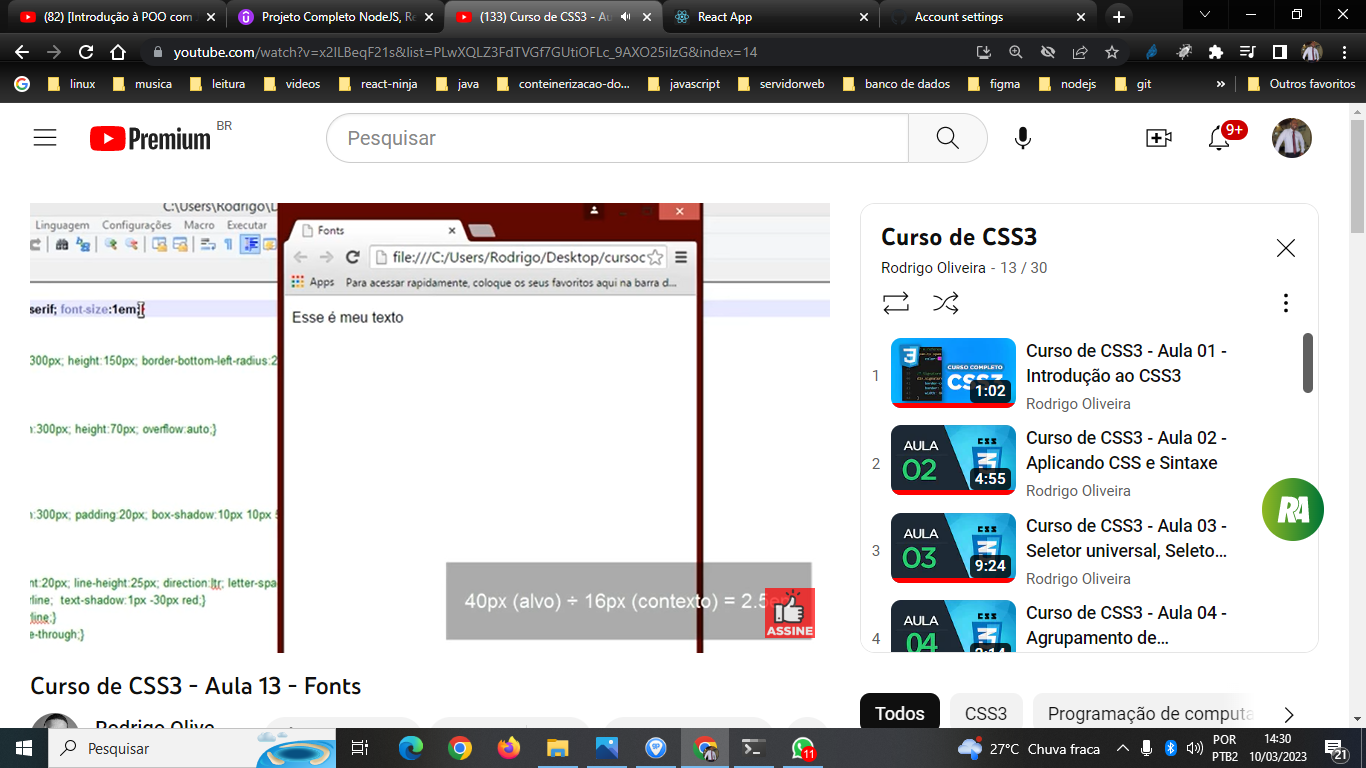 (82) [Introdução à POO com
Projeto Completo NodeJS, Re
(133) Curso de CSS3 - Au
React App
Account settings
youtube.com/watch?v=x2lLBeqF21s&list=PLwXQLZ3FdTVGf7GUtiOFLc_9AXO25ilzG&index=14
linux
musica
leitura
videos
react-ninja
java
conteinerizacao-do...
javascript
servidorweb
banco de dados
figma
nodejs
git
»
Outros favoritos
Premium BR
Pesquisar
9+
C:\Users\Rodrigo\D
Linguagem Configurações Macro Executar
Fonts
file:///C:/Users/Rodrigo/Desktop/cursoc
Apps Para acessar rapidamente, coloque os seus favoritos aqui na barra d...
serif; font-size:1em;
Esse é meu texto
300px; height:150px; border-bottom-left-radius:2
:300px; height:70px; overflow:auto;}
:300px; padding:20px; box-shadow:10px 10px 5
ht:20px; line-height:25px; direction:ltr; letter-spa
rline; text-shadow:1px -30px red;}
rline;}
e-through;}
40px (alvo) ÷ 16px (contexto) = 2.5em
ASSINE
Curso de CSS3 - Aula 13 - Fonts
Rodrigo Olive
Curso de CSS3
Rodrigo Oliveira - 13 / 30
1
CURSO COMPLETO
CSS3
1:02
Curso de CSS3 - Aula 01 -
Introdução ao CSS3
Rodrigo Oliveira
2
AULA
02
CSS
4:55
Curso de CSS3 - Aula 02 -
Aplicando CSS e Sintaxe
Rodrigo Oliveira
3
AULA
03
CSS
9:24
Curso de CSS3 - Aula 03 -
Seletor universal, Seleto...
Rodrigo Oliveira
4
AULA
04
CSS
Curso de CSS3 - Aula 04 -
Agrupamento de...
RA
Todos
CSS3
Programação de computa
Pesquisar
11
27°C Chuva fraca
POR
PTB2
14:30
10/03/2023
21